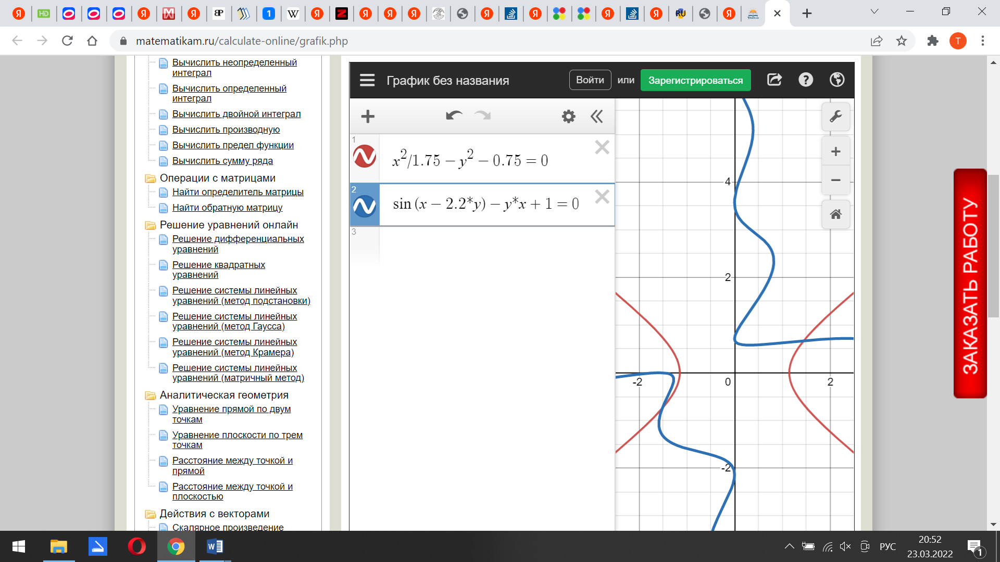 HD
BP
1
W
Z
Я
RU
matematikam.ru/calculate-online/grafik.php
T
Вычислить неопределенный
интеграл
Вычислить определенный
интеграл
Вычислить двойной интеграл
Вычислить производную
Вычислить предел функции
Вычислить сумму ряда
Операции с матрицами
Найти определитель матрицы
Найти обратную матрицу
Решение уравнений онлайн
Решение дифференциальных
уравнений
Решение квадратных
уравнений
Решение системы линейных
уравнений (метод подстановки)
Решение системы линейных
уравнений (метод Гаусса)
Решение системы линейных
уравнений (метод Крамера)
Решение системы линейных
уравнений (матричный метод)
Аналитическая геометрия
Уравнение прямой по двум
точкам
Уравнение плоскости по трем
точкам
Расстояние между точкой и
прямой
Расстояние между точкой и
плоскостью
Действия с векторами
Скалярное произведение
График без названия
Войти
или
Зарегистрироваться
1
x^2/1.75 − y^2 − 0.75 = 0
2
sin (x − 2.2*y) − y*x + 1 = 0
3
4
2
-2
0
2
-2
ЗАКАЗАТЬ РАБОТУ
РУС
20:52
23.03.2022
1